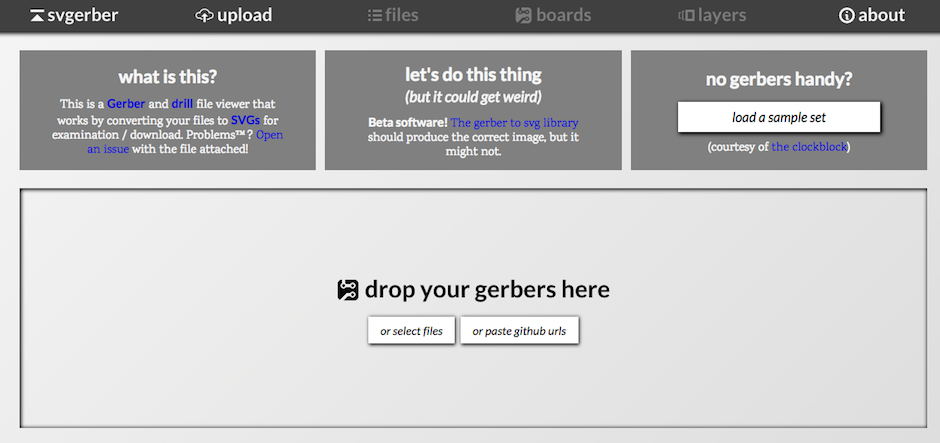 svgerber upload files boards layers about
what is this?
This is a Gerber and drill file viewer that
works by converting your files to SVGs for
examination / download. Problems™? Open
an issue with the file attached!
let's do this thing
(but it could get weird)
Beta software! The gerber to svg library
should produce the correct image, but it
might not.
no gerbers handy?
load a sample set
(courtesy of the clockblock)
drop your gerbers here
or select files or paste github urls